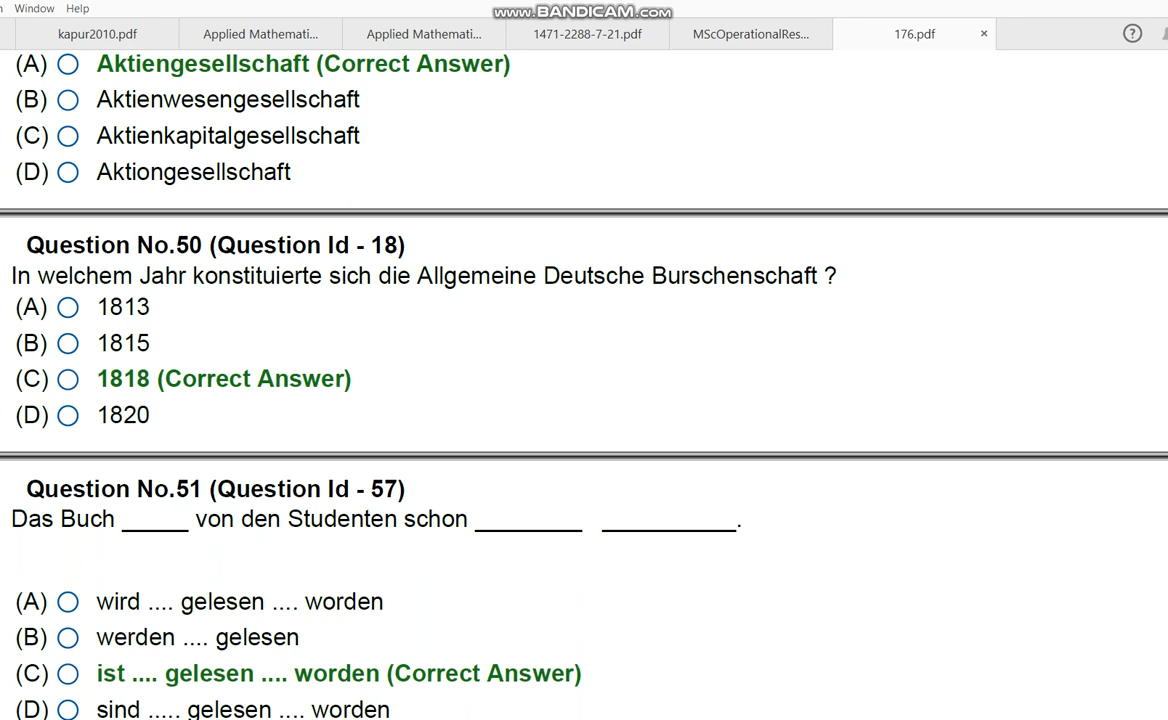 Window Help
www.BANDICAM.com
kapur2010.pdf Applied Mathemati... Applied Mathemati... 1471-2288-7-21.pdf MScOperationalRes... 176.pdf × ?
(A) Aktiengesellschaft (Correct Answer)
(B) Aktienwesengesellschaft
(C) Aktienkapitalgesellschaft
(D) Aktiongesellschaft
Question No.50 (Question Id - 18)
In welchem Jahr konstituierte sich die Allgemeine Deutsche Burschenschaft ?
(A) 1813
(B) 1815
(C) 1818 (Correct Answer)
(D) 1820
Question No.51 (Question Id - 57)
Das Buch _____ von den Studenten schon ________ __________.
(A) wird .... gelesen .... worden
(B) werden .... gelesen
(C) ist .... gelesen .... worden (Correct Answer)
(D) sind ..... gelesen .... worden